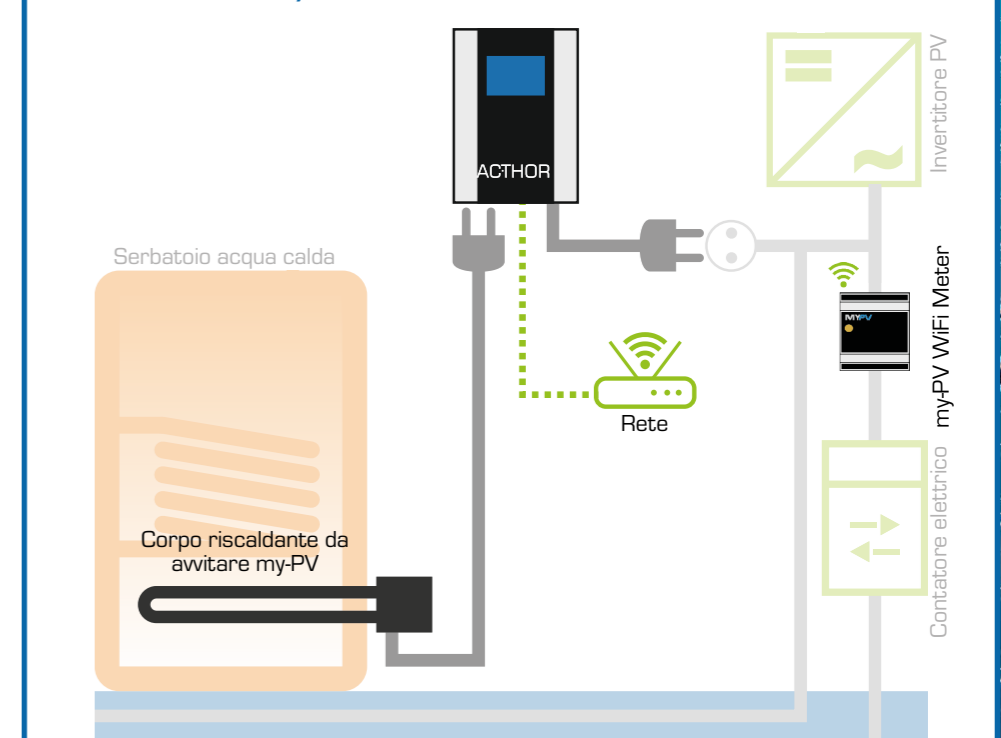 ACTHOR
Invertitore PV
Serbatoio acqua calda
my-PV WiFi Meter
MYPV
Rete
Contatore elettrico
Corpo riscaldante da
avvitare my-PV